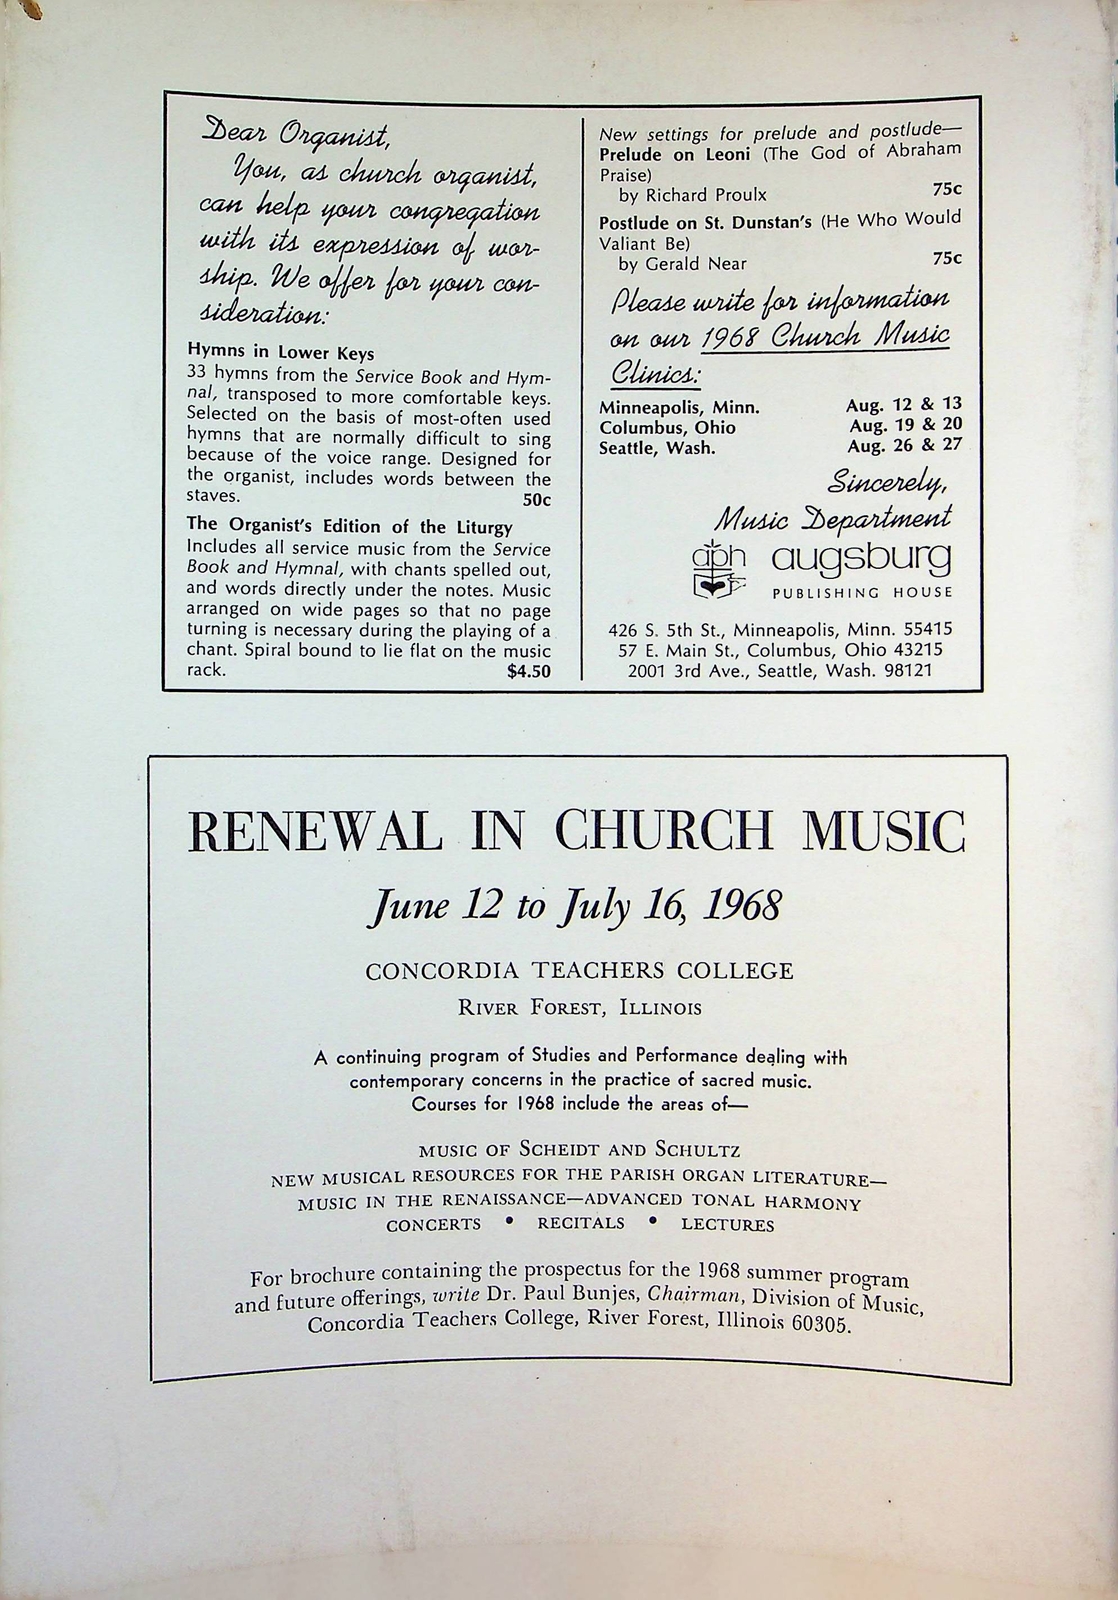 Dear Organist,
You, as church organist,
can help your congregation
with its expression of wor-
ship. We offer for your con-
sideration:
Hymns in Lower Keys
33 hymns from the Service Book and Hym-
nal, transposed to more comfortable keys.
Selected on the basis of most-often used
hymns that are normally difficult to sing
because of the voice range. Designed for
the organist, includes words between the
staves. 50c
The Organist's Edition of the Liturgy
Includes all service music from the Service
Book and Hymnal, with chants spelled out,
and words directly under the notes. Music
arranged on wide pages so that no page
turning is necessary during the playing of a
chant. Spiral bound to lie flat on the music
rack. $4.50
New settings for prelude and postlude—
Prelude on Leoni (The God of Abraham
Praise)
by Richard Proulx 75c
Postlude on St. Dunstan's (He Who Would
Valiant Be)
by Gerald Near 75c
Please write for information
on our 1968 Church Music
Clinics:
Minneapolis, Minn. Aug. 12 & 13
Columbus, Ohio Aug. 19 & 20
Seattle, Wash. Aug. 26 & 27
Sincerely,
Music Department
aph augsburg
PUBLISHING HOUSE
426 S. 5th St., Minneapolis, Minn. 55415
57 E. Main St., Columbus, Ohio 43215
2001 3rd Ave., Seattle, Wash. 98121
RENEWAL IN CHURCH MUSIC
June 12 to July 16, 1968
CONCORDIA TEACHERS COLLEGE
RIVER FOREST, ILLINOIS
A continuing program of Studies and Performance dealing with
contemporary concerns in the practice of sacred music.
Courses for 1968 include the areas of—
MUSIC OF SCHEIDT AND SCHULTZ
NEW MUSICAL RESOURCES FOR THE PARISH ORGAN LITERATURE—
MUSIC IN THE RENAISSANCE—ADVANCED TONAL HARMONY
CONCERTS • RECITALS • LECTURES
For brochure containing the prospectus for the 1968 summer program
and future offerings, write Dr. Paul Bunjes, Chairman, Division of Music,
Concordia Teachers College, River Forest, Illinois 60305.